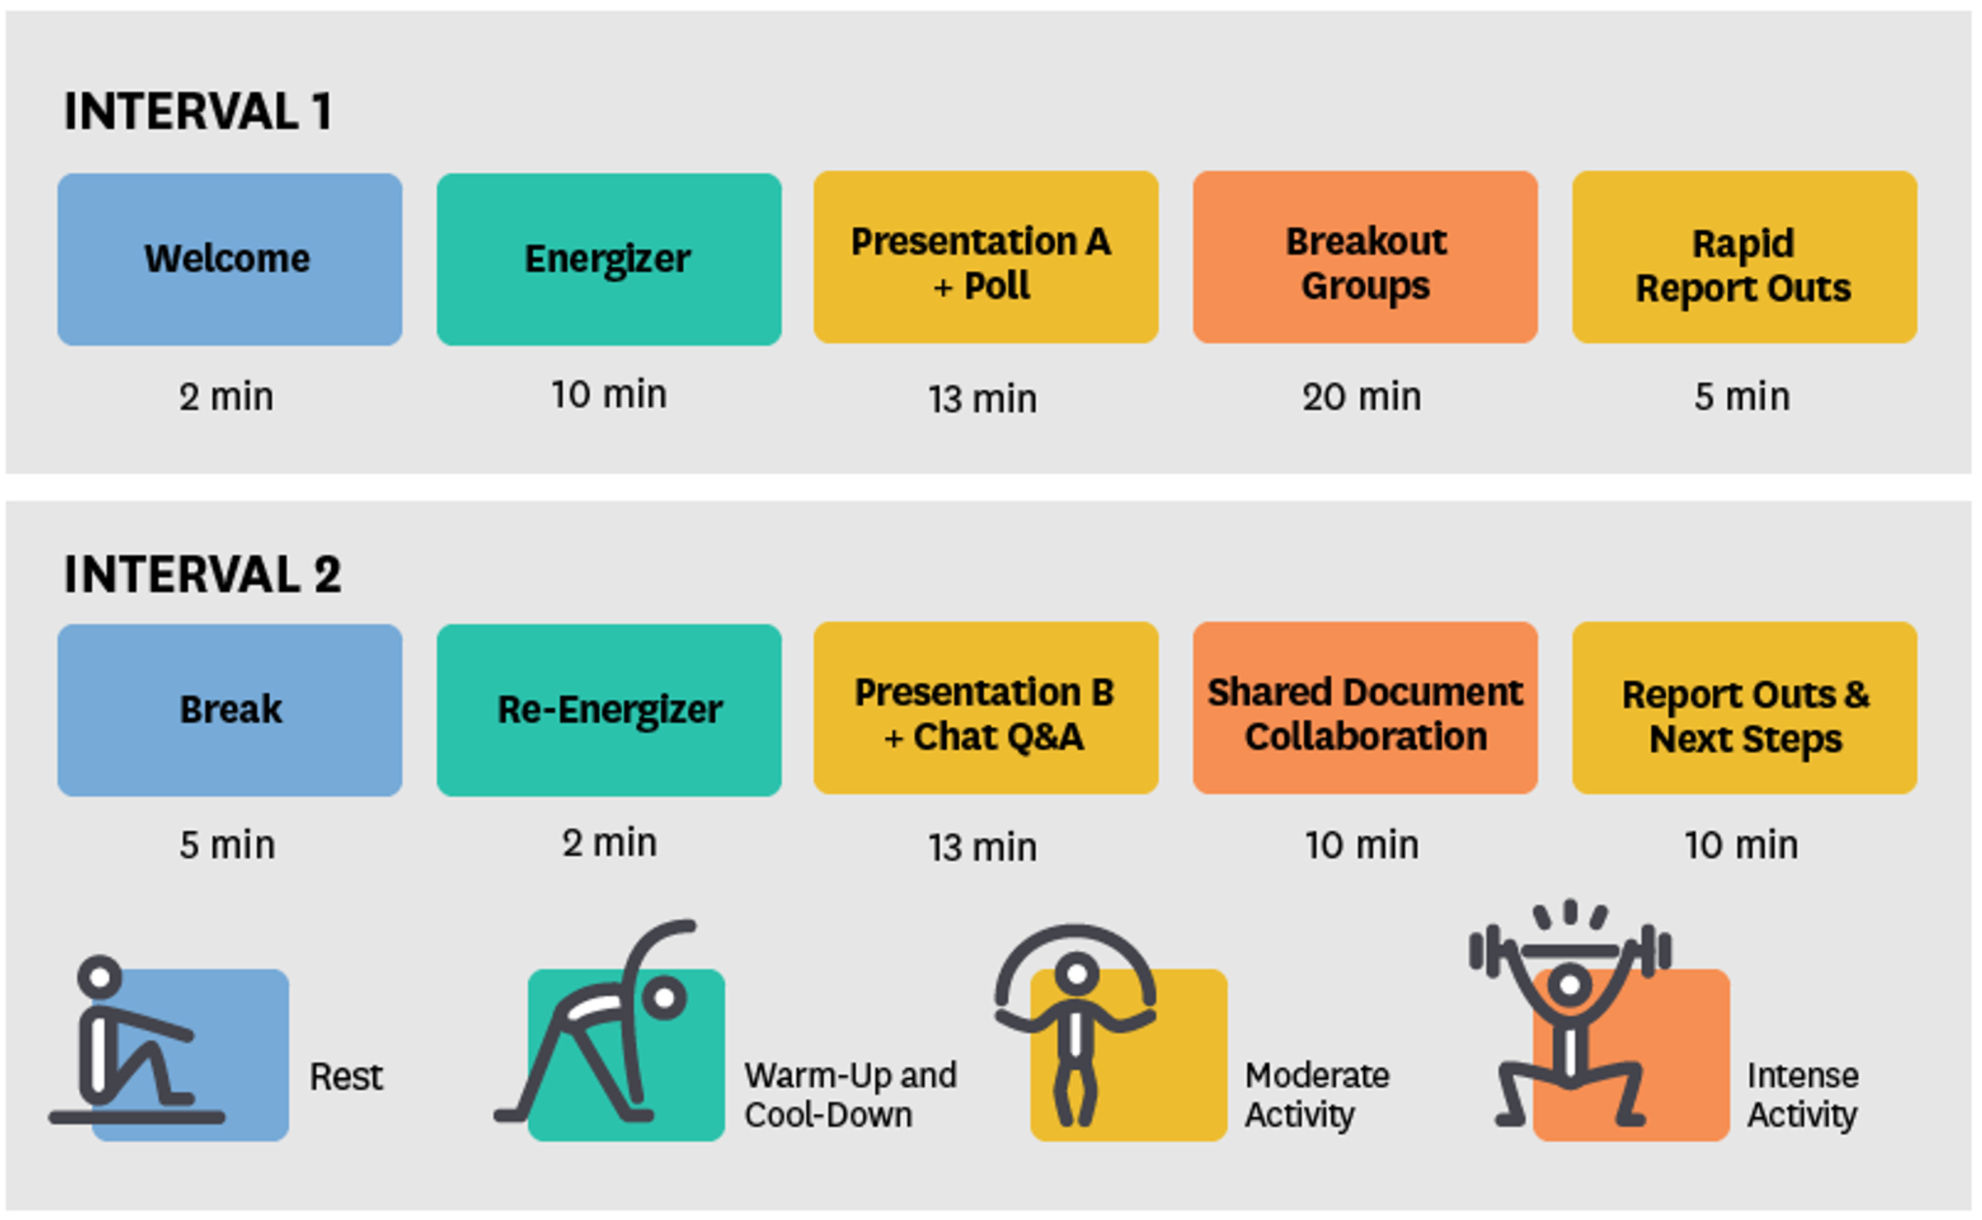 INTERVAL 1
Welcome
Energizer
Presentation A
+ Poll
Breakout
Groups
Rapid
Report Outs
2 min
10 min
13 min
20 min
5 min
INTERVAL 2
Break
Re-Energizer
Presentation B
+ Chat Q&A
Shared Document
Collaboration
Report Outs &
Next Steps
5 min
2 min
13 min
10 min
10 min
Rest
Warm-Up and
Cool-Down
Moderate
Activity
Intense
Activity